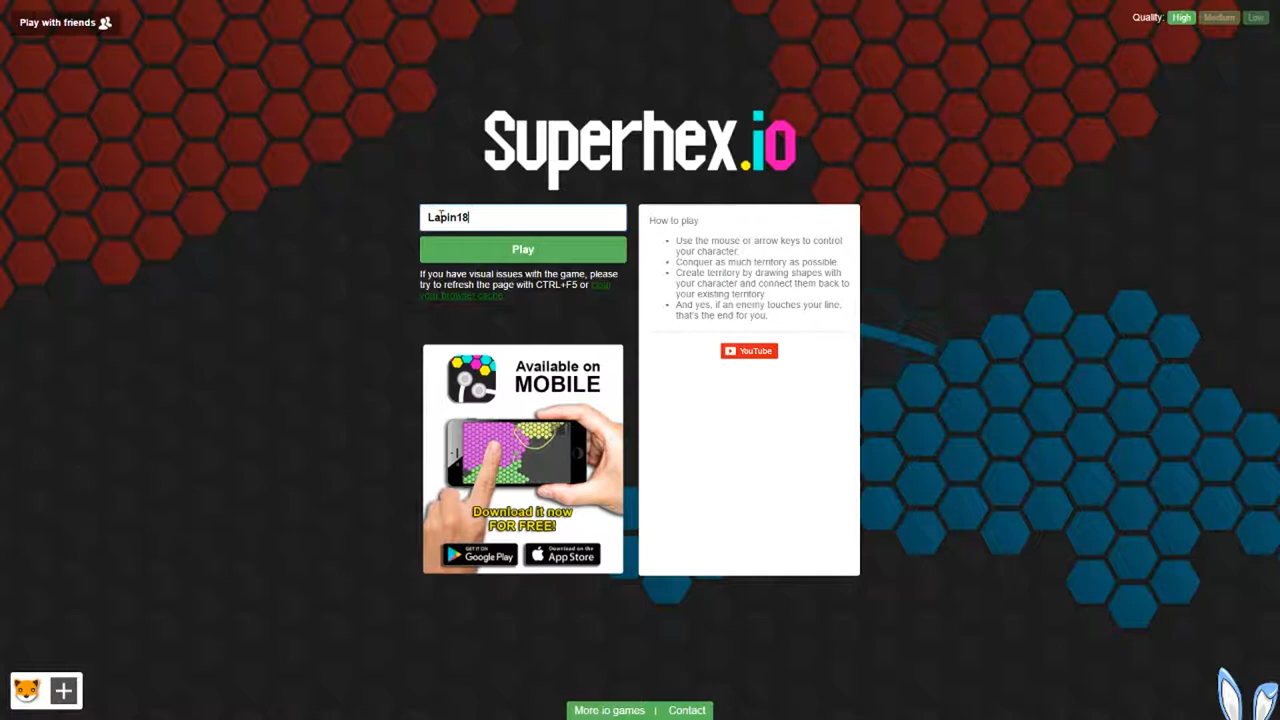 Play with friends
Quality: High Medium Low
Superhex.io
Lapin18
Play
If you have visual issues with the game, please
try to refresh the page with CTRL+F5 or clear
your browser cache.
Available on
MOBILE
Download it now
FOR FREE!
GET IT ON
Google Play
Download on the
App Store
How to play
• Use the mouse or arrow keys to control
your character.
• Conquer as much territory as possible.
• Create territory by drawing shapes with
your character and connect them back to
your existing territory.
• And yes, if an enemy touches your line,
that's the end for you.
YouTube
More io games | Contact